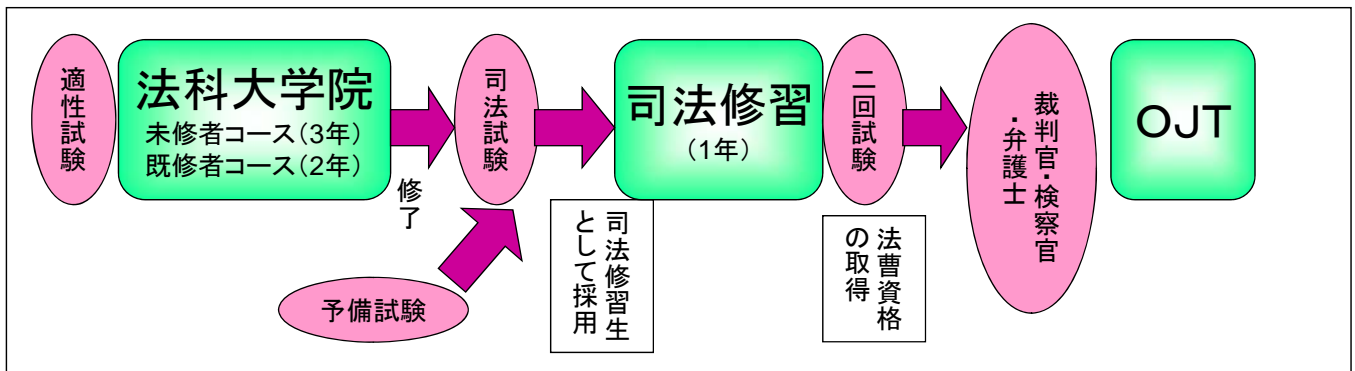 適性試験
法科大学院
未修者コース（3年）
既修者コース（2年）
修了
司法試験
予備試験
司法修習生
として採用
司法修習
（1年）
二回試験
法曹資格
の取得
裁判官・検察官
・弁護士
OJT